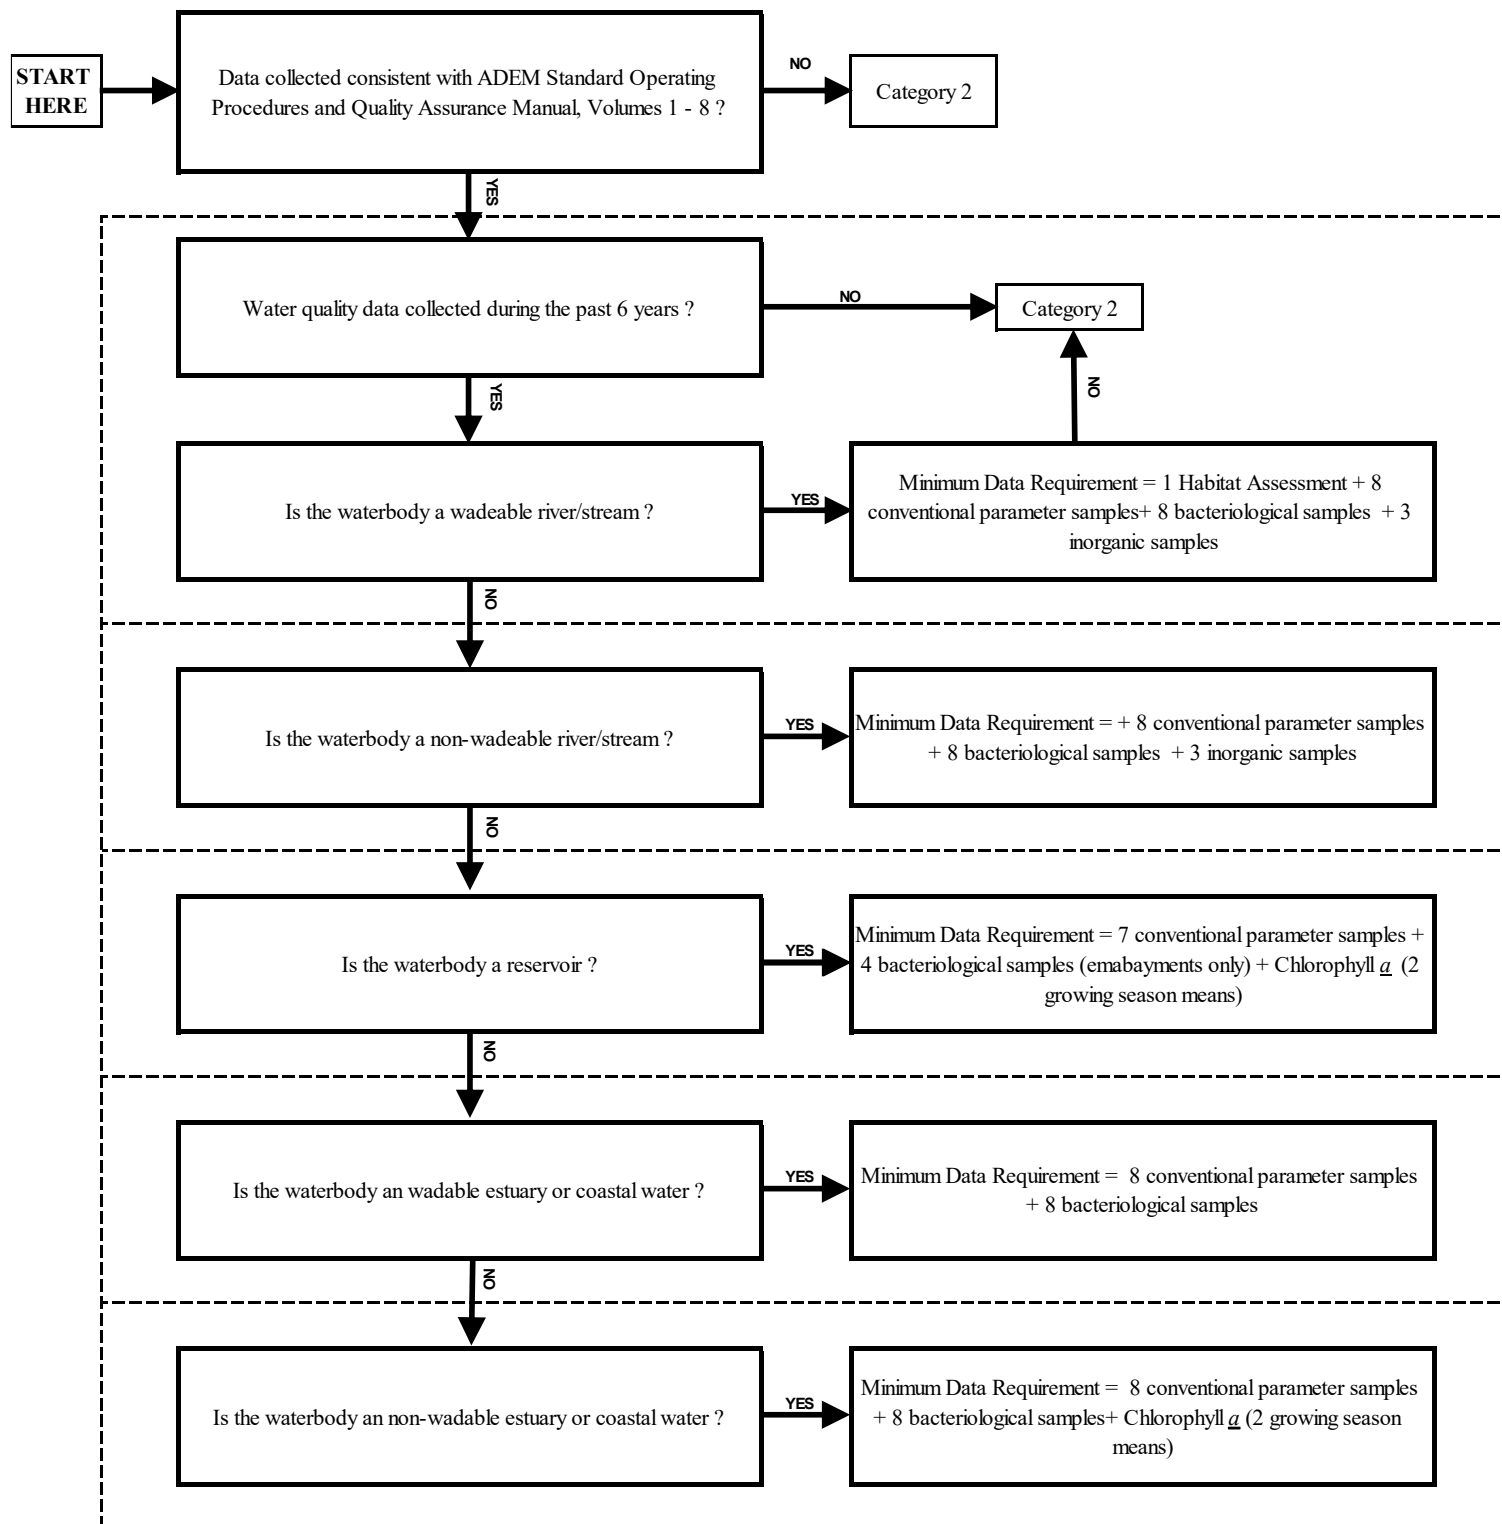 START
HERE
Data collected consistent with ADEM Standard Operating
Procedures and Quality Assurance Manual, Volumes 1 - 8 ?
NO
Category 2
YES
Water quality data collected during the past 6 years ?
NO
Category 2
YES
NO
Is the waterbody a wadeable river/stream ?
YES
Minimum Data Requirement = 1 Habitat Assessment + 8
conventional parameter samples+ 8 bacteriological samples + 3
inorganic samples
NO
Is the waterbody a non-wadeable river/stream ?
YES
Minimum Data Requirement = + 8 conventional parameter samples
+ 8 bacteriological samples + 3 inorganic samples
NO
Is the waterbody a reservoir ?
YES
Minimum Data Requirement = 7 conventional parameter samples +
4 bacteriological samples (emabayments only) + Chlorophyll a (2
growing season means)
NO
Is the waterbody an wadable estuary or coastal water ?
YES
Minimum Data Requirement = 8 conventional parameter samples
+ 8 bacteriological samples
NO
Is the waterbody an non-wadable estuary or coastal water ?
YES
Minimum Data Requirement = 8 conventional parameter samples
+ 8 bacteriological samples+ Chlorophyll a (2 growing season
means)